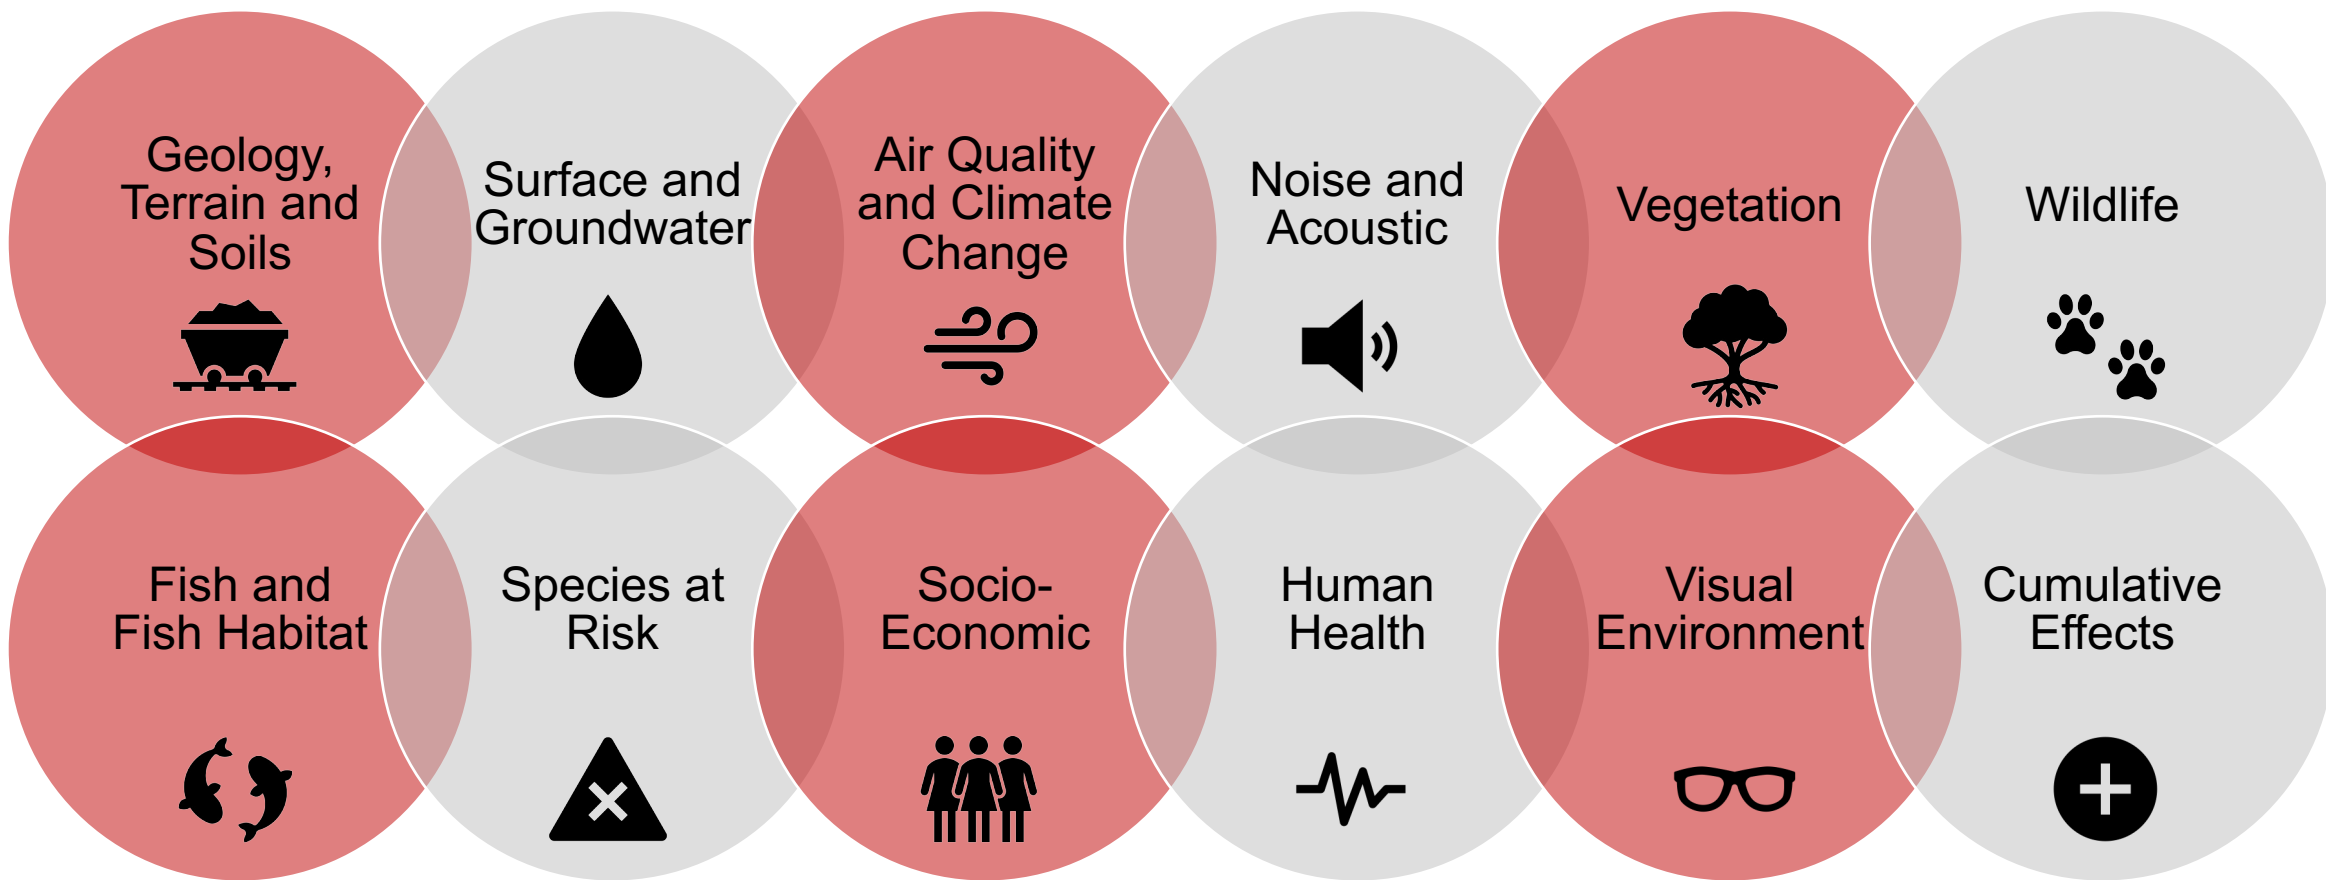 Geology,
Terrain and
Soils
Surface and
Groundwater
Air Quality
and Climate
Change
Noise and
Acoustic
Vegetation
Wildlife
Fish and
Fish Habitat
Species at
Risk
Socio-
Economic
Human
Health
Visual
Environment
Cumulative
Effects